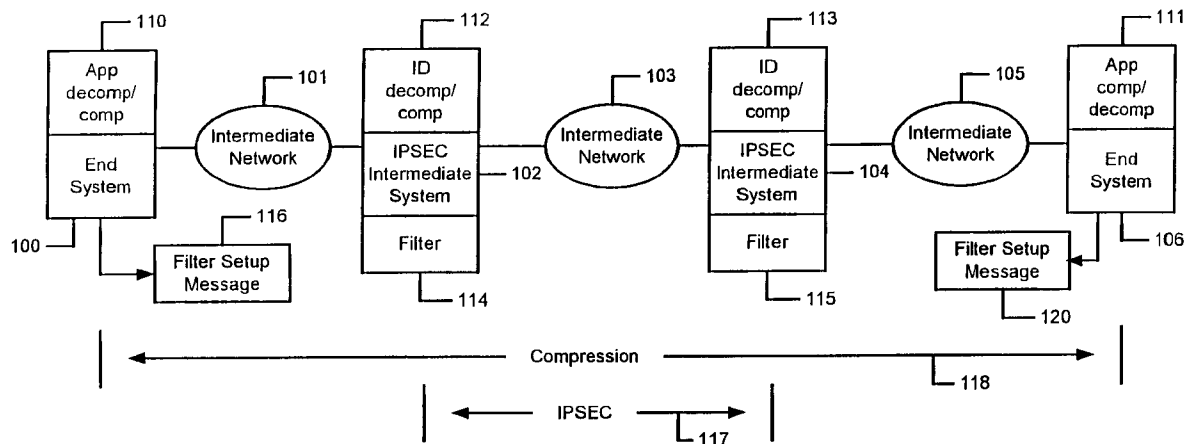 110
112
113
111
App
decomp/
comp
End
System
100
101
Intermediate
Network
ID
decomp/
comp
IPSEC
Intermediate
System
Filter
102
114
103
Intermediate
Network
ID
decomp/
comp
IPSEC
Intermediate
System
Filter
104
115
105
Intermediate
Network
App
comp/
decomp
End
System
106
116
Filter Setup
Message
Filter Setup
Message
120
Compression
118
IPSEC
117